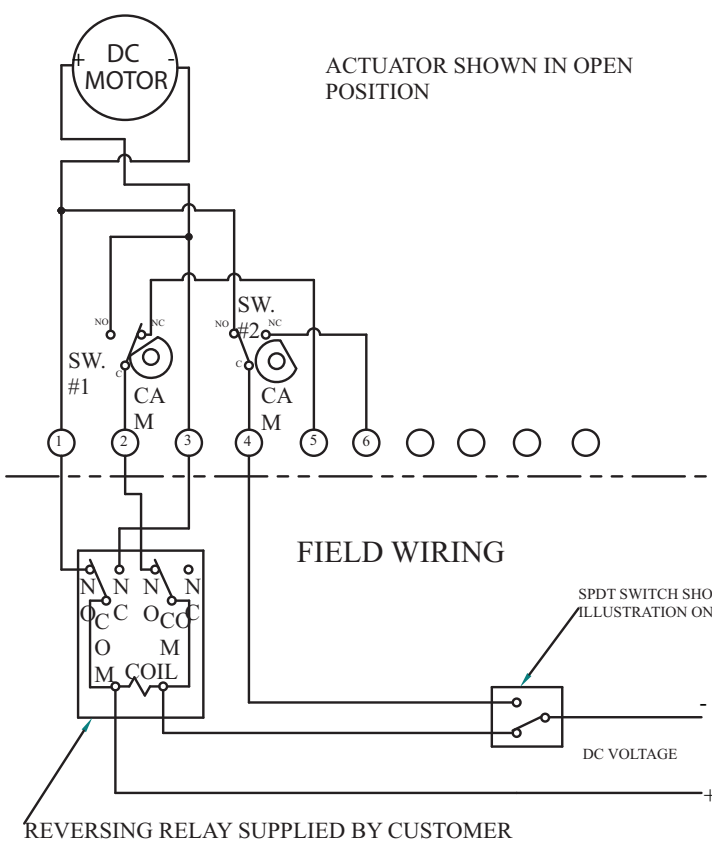 DC
+ -
MOTOR
ACTUATOR SHOWN IN OPEN
POSITION
SW.
NO NC NO #2 NC
SW.
#1
C C
CA CA
M M
1 2 3 4 5 6
FIELD WIRING
SPDT SWITCH SHO
ILLUSTRATION ON
N N N N
O C O C
C CO
O M
M COIL
-
DC VOLTAGE
+
REVERSING RELAY SUPPLIED BY CUSTOMER